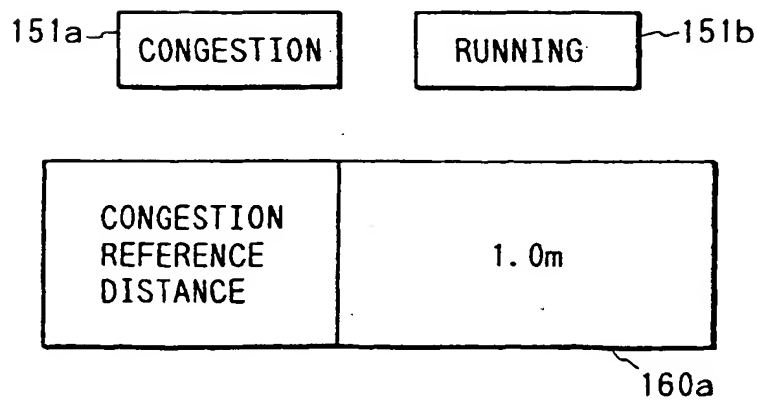 151a CONGESTION RUNNING 151b
CONGESTION
REFERENCE
DISTANCE
1.0m
160a